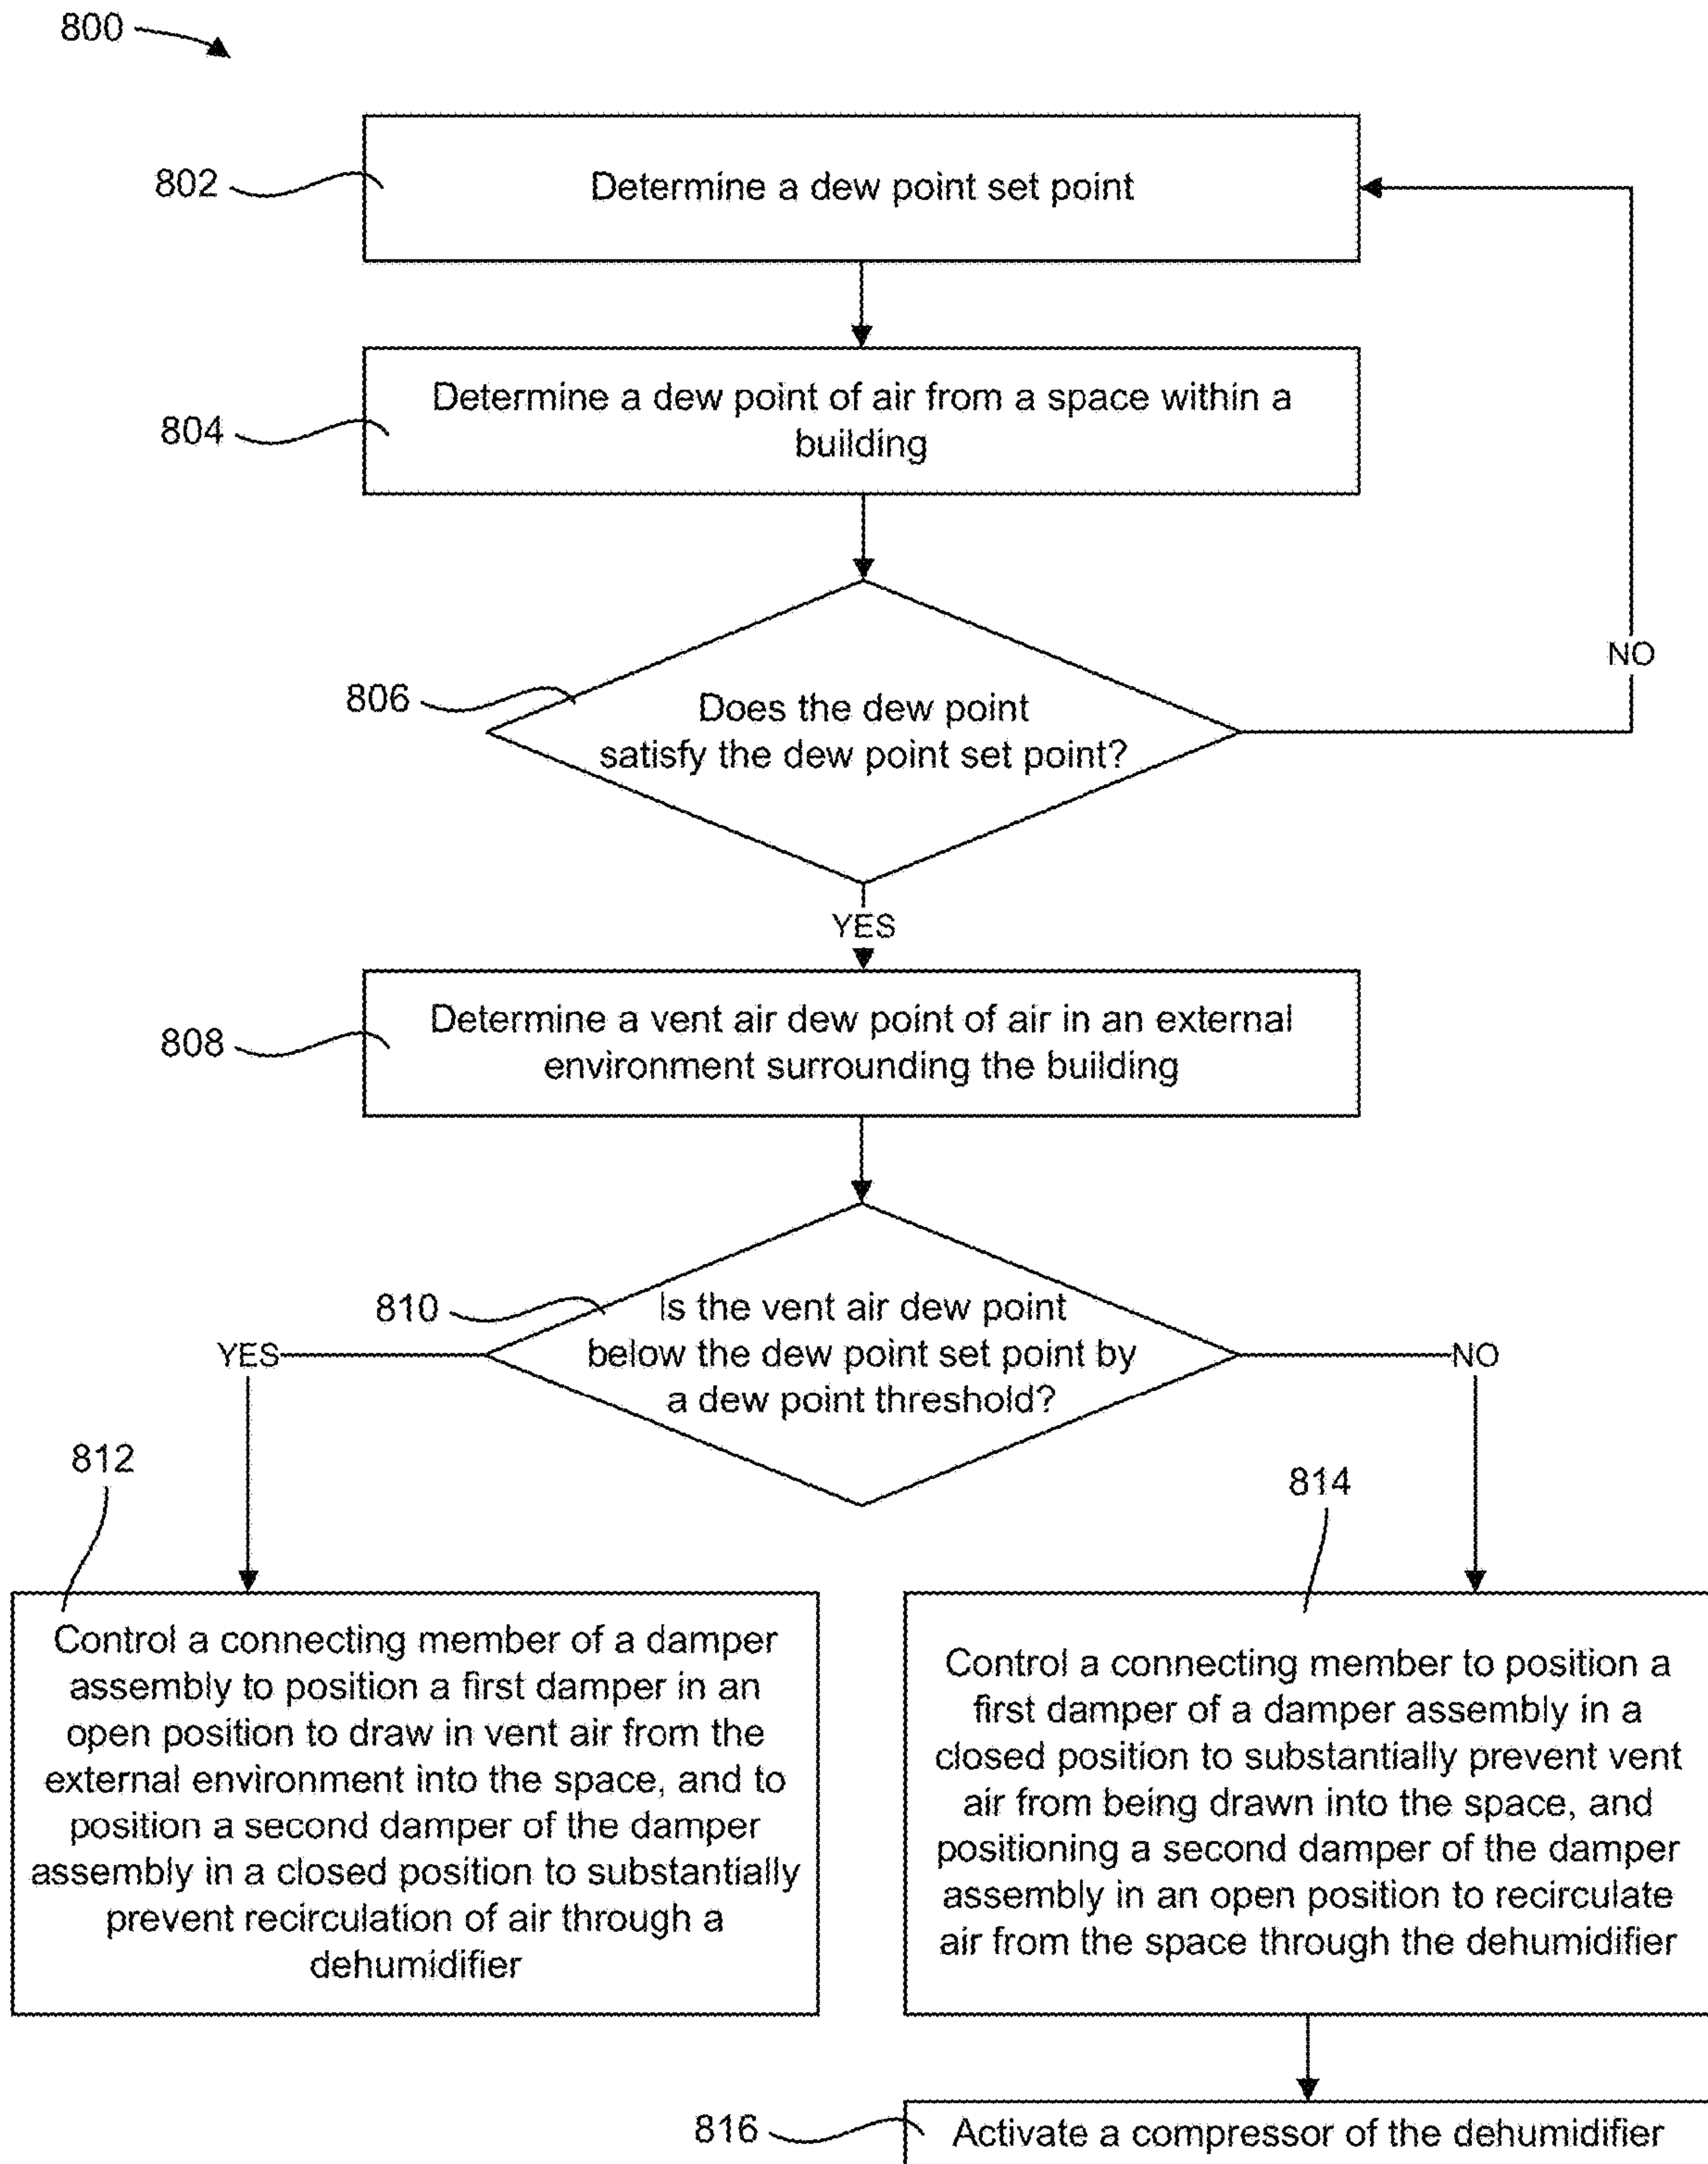 800
802
Determine a dew point set point
804
Determine a dew point of air from a space within a
building
NO
806
Does the dew point
satisfy the dew point set point?
YES
808
Determine a vent air dew point of air in an external
environment surrounding the building
810
Is the vent air dew point
below the dew point set point by
a dew point threshold?
YES
NO
812
814
Control a connecting member of a damper
assembly to position a first damper in an
open position to draw in vent air from the
external environment into the space, and to
position a second damper of the damper
assembly in a closed position to substantially
prevent recirculation of air through a
dehumidifier
Control a connecting member to position a
first damper of a damper assembly in a
closed position to substantially prevent vent
air from being drawn into the space, and
positioning a second damper of the damper
assembly in an open position to recirculate
air from the space through the dehumidifier
816
Activate a compressor of the dehumidifier